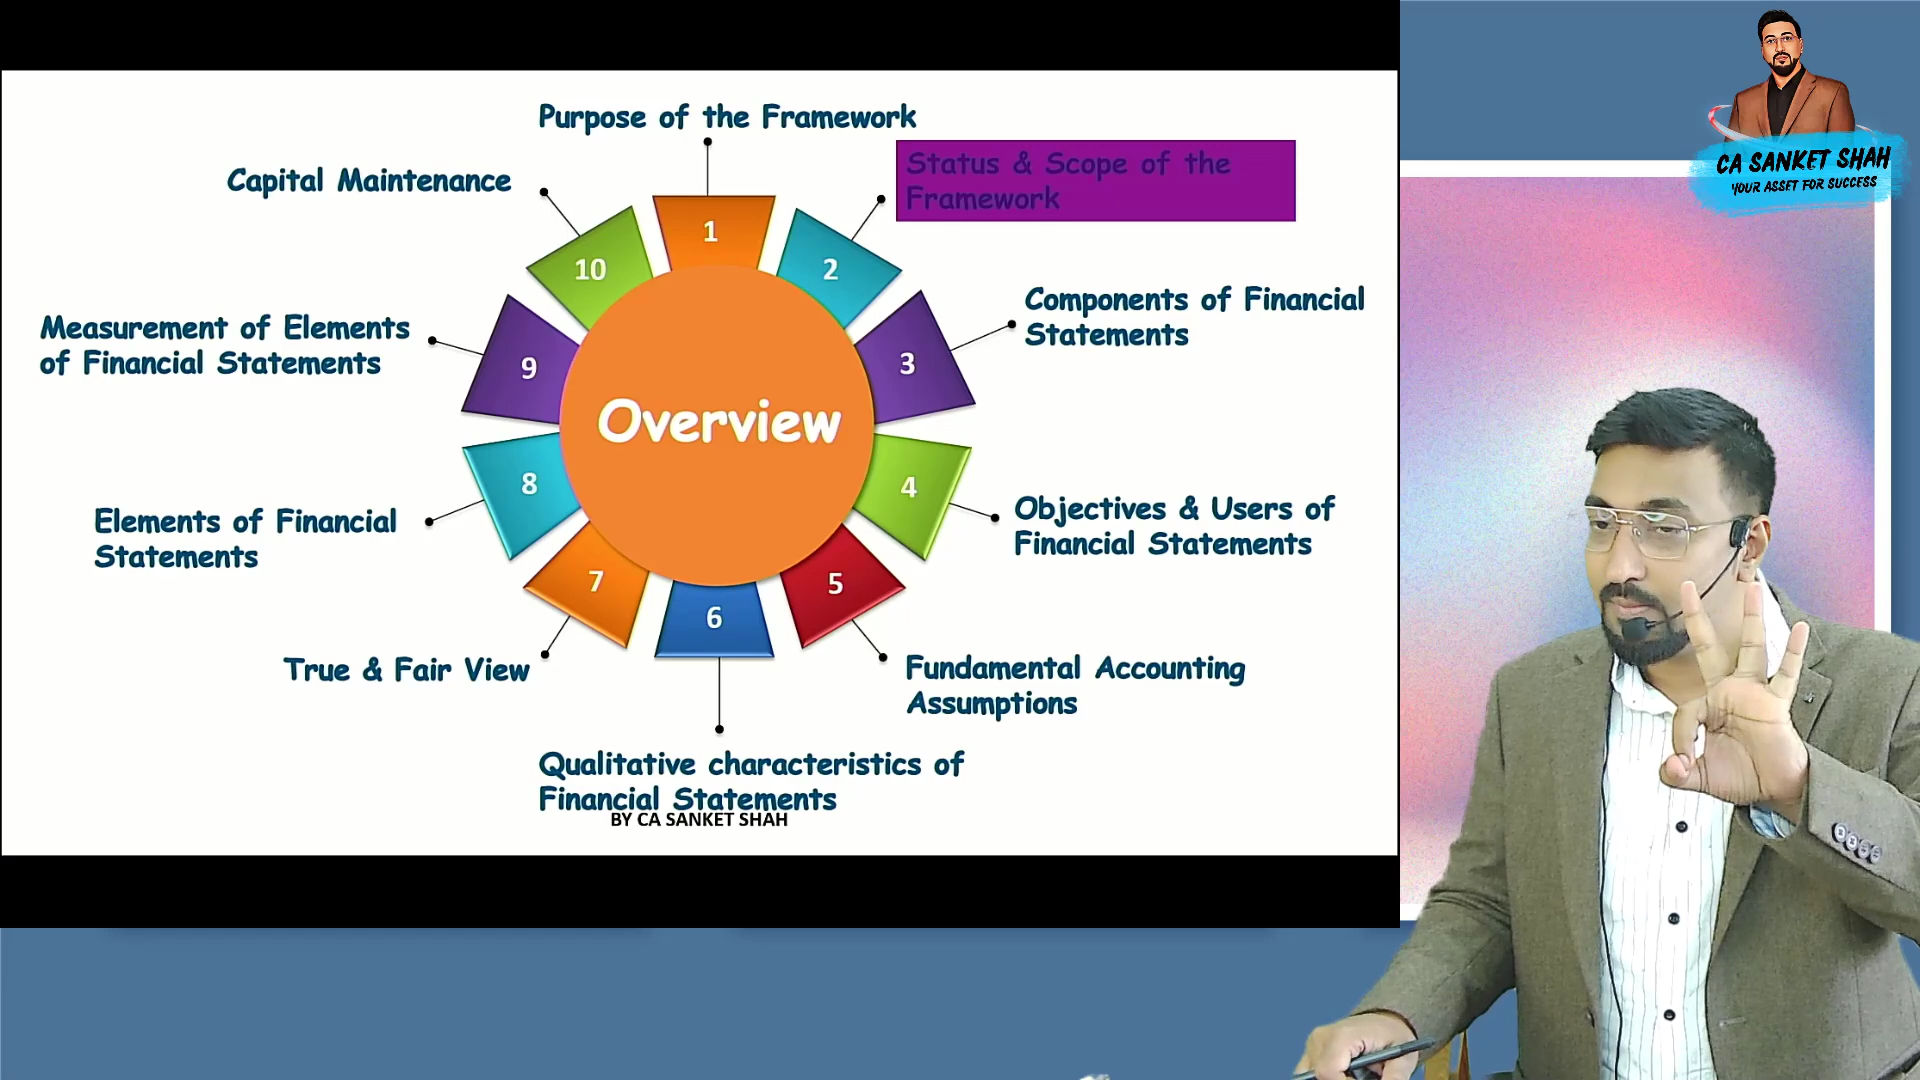 Purpose of the Framework
Status & Scope of the
Framework
Components of Financial
Statements
Objectives & Users of
Financial Statements
Fundamental Accounting
Assumptions
Qualitative characteristics of
Financial Statements
BY CA SANKET SHAH
True & Fair View
Elements of Financial
Statements
Measurement of Elements
of Financial Statements
Capital Maintenance
1
2
3
4
5
6
7
8
9
10
Overview
CA SANKET SHAH
YOUR ASSET FOR SUCCESS